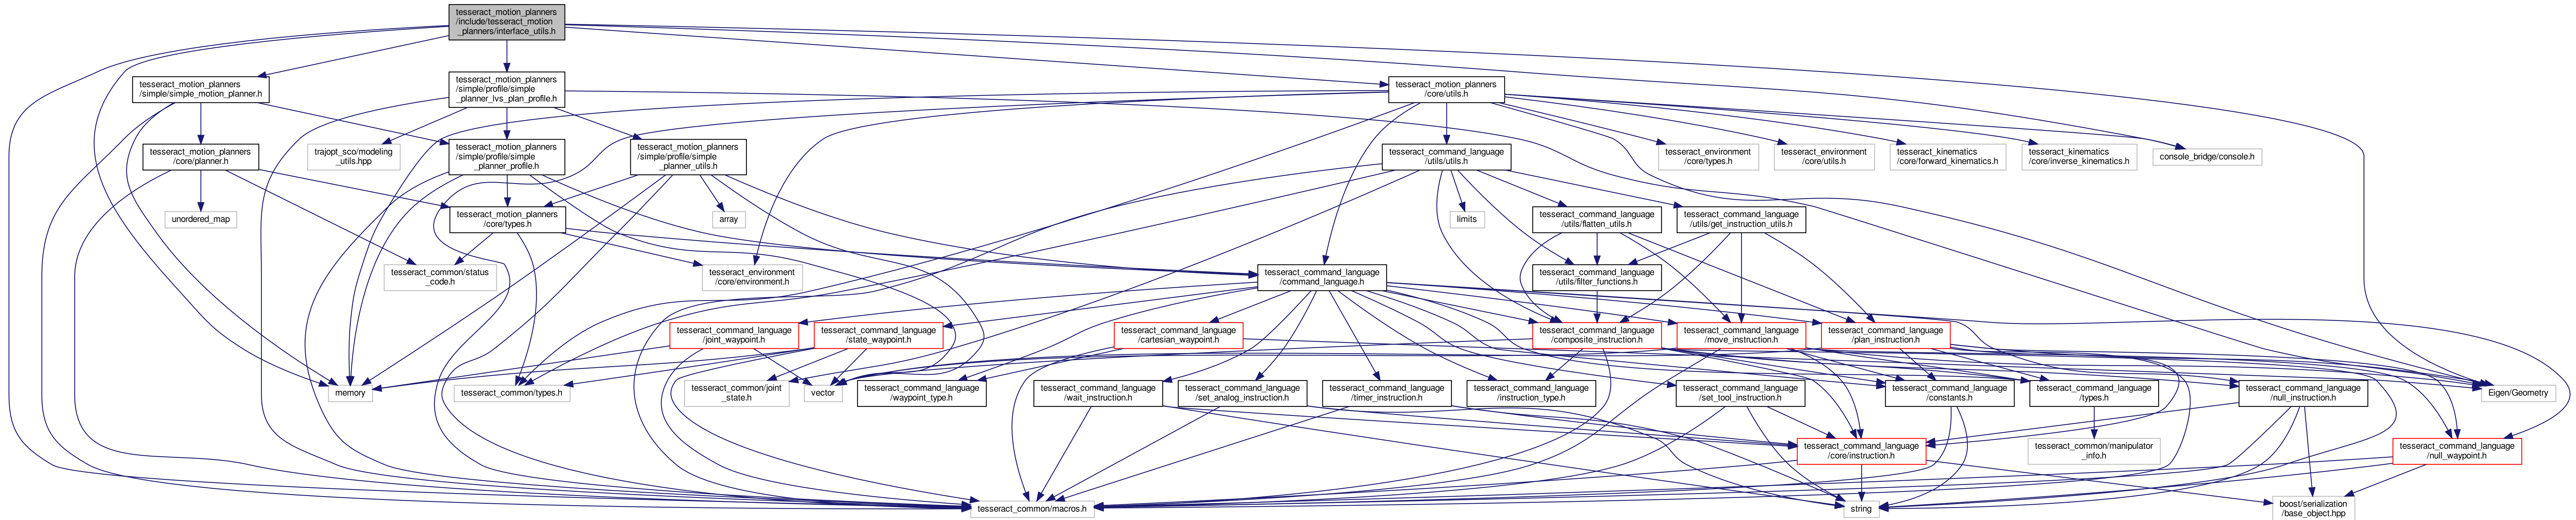 tesseract_motion_planners
/include/tesseract_motion
_planners/interface_utils.h
tesseract_motion_planners
/simple/simple_motion_planner.h
tesseract_motion_planners
/simple/profile/simple
_planner_lvs_plan_profile.h
tesseract_motion_planners
/core/utils.h
tesseract_motion_planners
/core/planner.h
trajopt_sco/modeling
_utils.hpp
tesseract_motion_planners
/simple/profile/simple
_planner_profile.h
tesseract_motion_planners
/simple/profile/simple
_planner_utils.h
tesseract_command_language
/utils/utils.h
tesseract_environment
/core/types.h
tesseract_environment
/core/utils.h
tesseract_kinematics
/core/forward_kinematics.h
tesseract_kinematics
/core/inverse_kinematics.h
console_bridge/console.h
unordered_map
tesseract_motion_planners
/core/types.h
array
limits
tesseract_command_language
/utils/flatten_utils.h
tesseract_command_language
/utils/get_instruction_utils.h
tesseract_common/status
_code.h
tesseract_environment
/core/environment.h
tesseract_command_language
/command_language.h
tesseract_command_language
/utils/filter_functions.h
tesseract_command_language
/joint_waypoint.h
tesseract_command_language
/state_waypoint.h
tesseract_command_language
/cartesian_waypoint.h
tesseract_command_language
/composite_instruction.h
tesseract_command_language
/move_instruction.h
tesseract_command_language
/plan_instruction.h
memory
tesseract_common/types.h
tesseract_common/joint
_state.h
vector
tesseract_command_language
/waypoint_type.h
tesseract_command_language
/wait_instruction.h
tesseract_command_language
/set_analog_instruction.h
tesseract_command_language
/timer_instruction.h
tesseract_command_language
/instruction_type.h
tesseract_command_language
/set_tool_instruction.h
tesseract_command_language
/constants.h
tesseract_command_language
/types.h
tesseract_command_language
/null_instruction.h
Eigen/Geometry
tesseract_command_language
/core/instruction.h
tesseract_common/manipulator
_info.h
tesseract_command_language
/null_waypoint.h
tesseract_common/macros.h
string
boost/serialization
/base_object.hpp